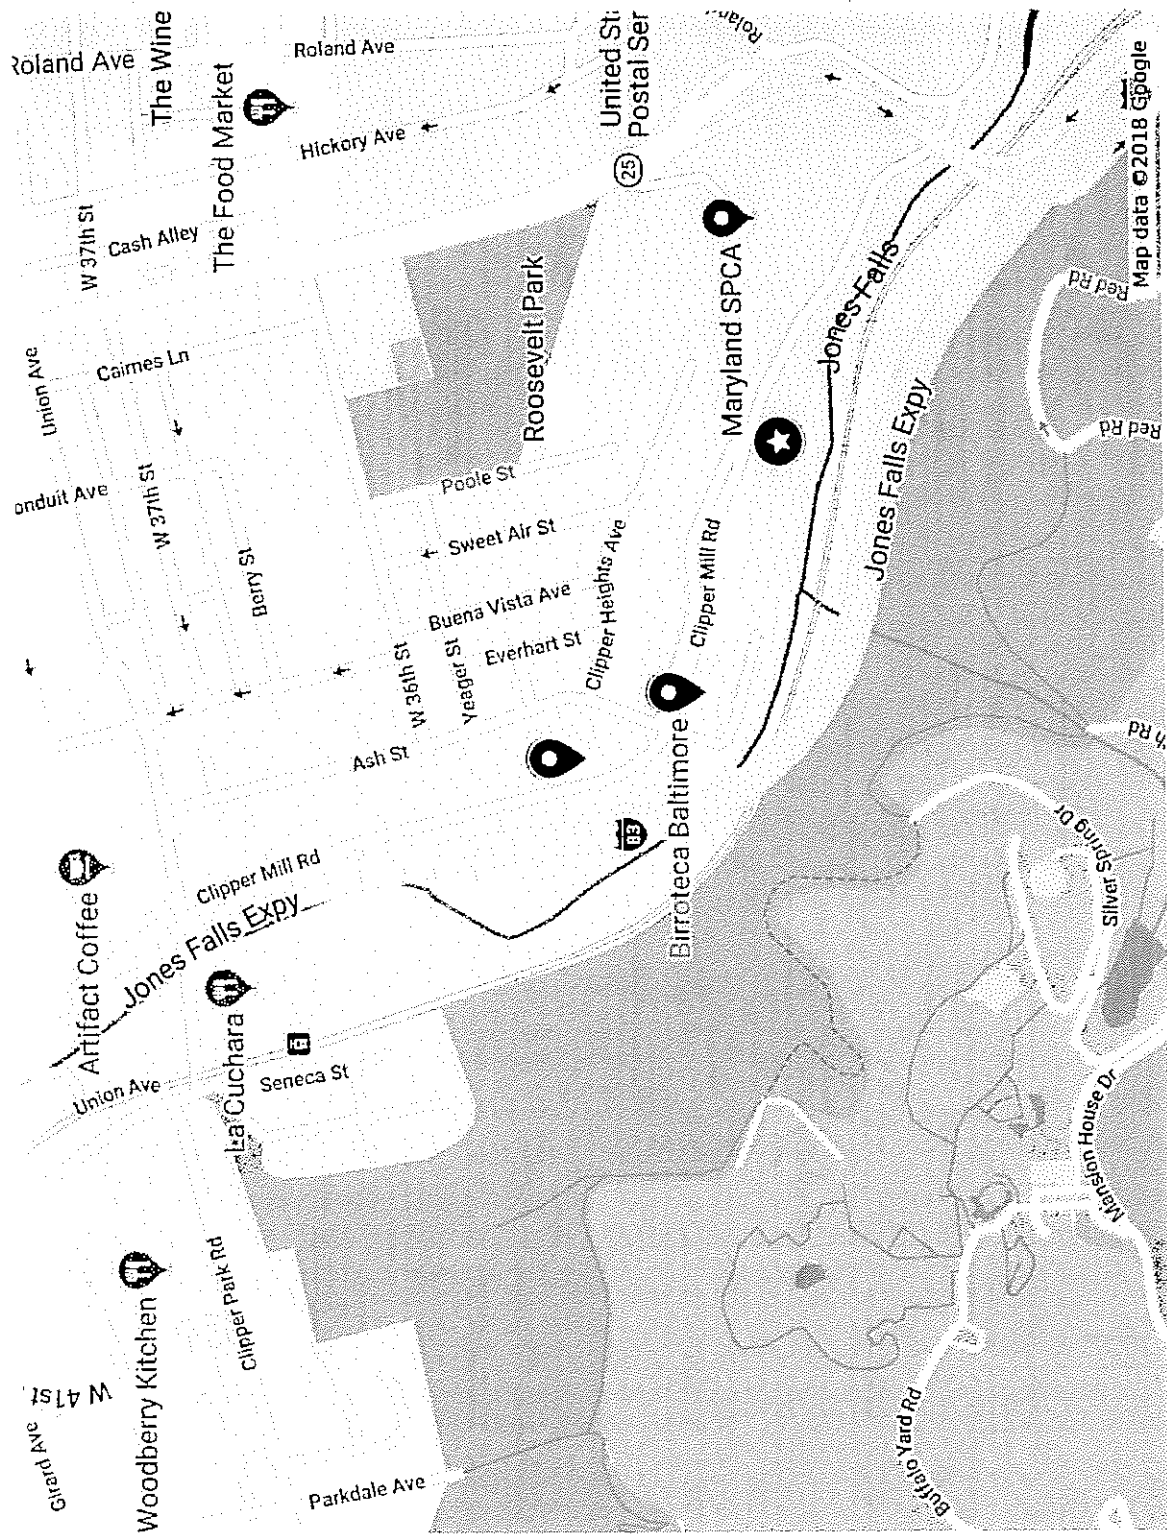 Roland Ave
The Wine
Roland Ave
The Food Market
Hickory Ave
United St
Postal Ser
25
W 37th St
Cash Alley
Roosevelt Park
Maryland SPCA
Jones Falls
Map data ©2018 Google
Red Rd
Red Rd
Union Ave
Cairnes Ln
onduit Ave
W 37th St
Berry St
Poole St
Sweet Air St
Buena Vista Ave
Everhart St
Yeager St
W 36th St
Clipper Heights Ave
Clipper Mill Rd
Jones Falls Expy
Ash St
Birroteca Baltimore
83
Artifact Coffee
Clipper Mill Rd
Jones Falls Expy
La Cuchara
Union Ave
Seneca St
Silver Spring Dr
Mansion House Dr
W 41st
Girard Ave
Woodberry Kitchen
Clipper Park Rd
Parkdale Ave
Buffalo Yard Rd